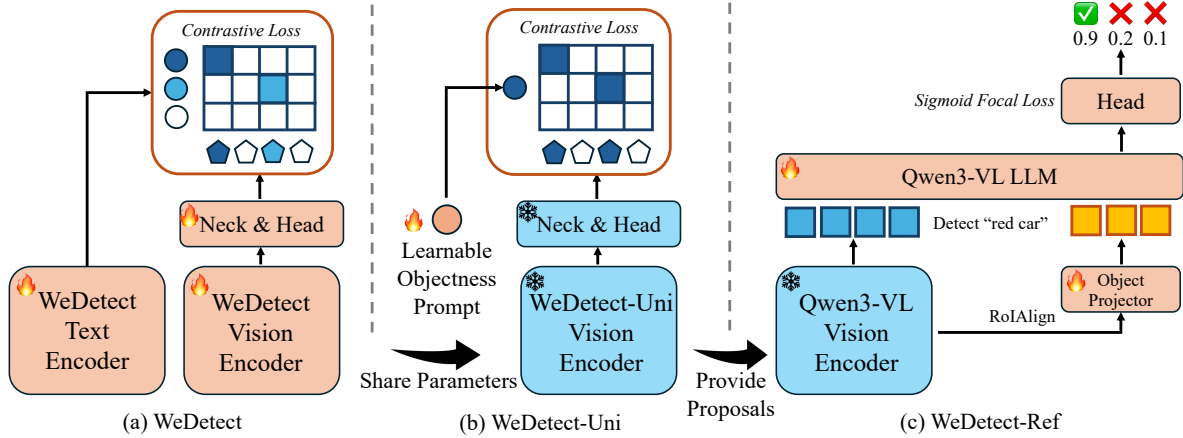 Contrastive Loss
Neck & Head
WeDetect
Text
Encoder
WeDetect
Vision
Encoder
(a) WeDetect
Share Parameters
Contrastive Loss
Learnable
Objectness
Prompt
Neck & Head
WeDetect-Uni
Vision
Encoder
(b) WeDetect-Uni
Provide
Proposals
0.9 0.2 0.1
Sigmoid Focal Loss
Head
Qwen3-VL LLM
Detect “red car”
Object
Projector
Qwen3-VL
Vision
Encoder
RoIAlign
(c) WeDetect-Ref